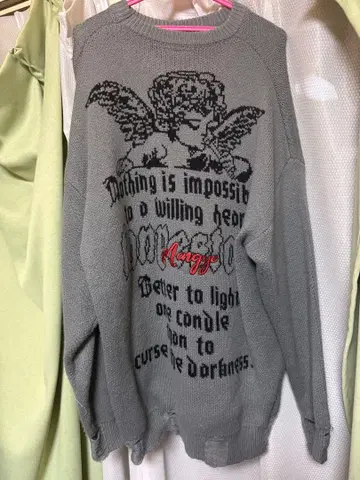 Nothing is impossib
to a willing hear
Better to light
one candle
than to
curse the darkness.